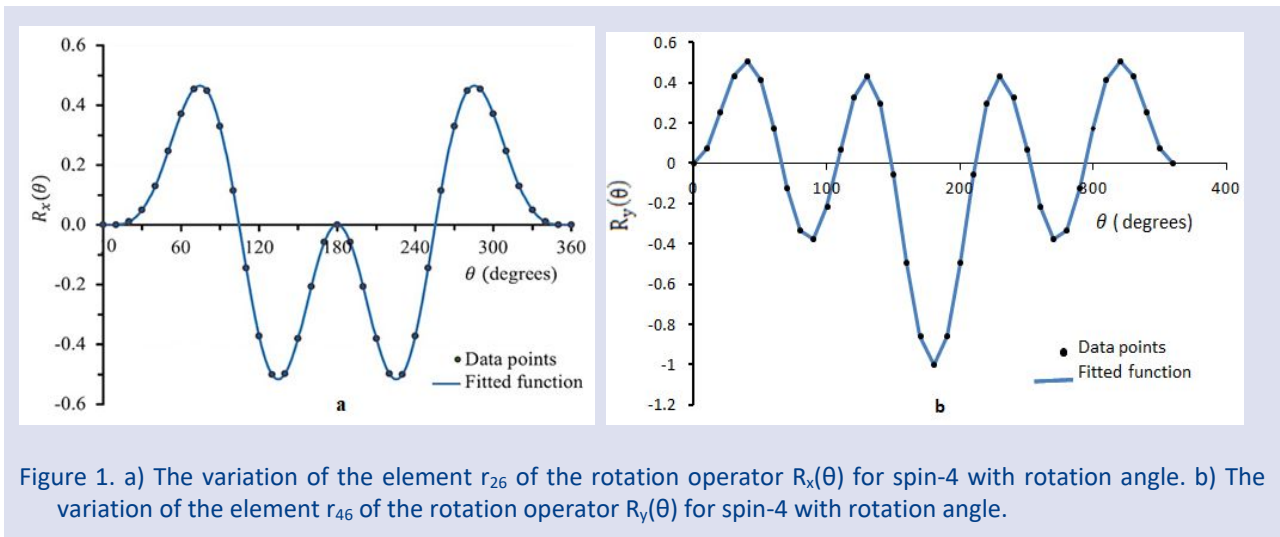 0.6
0.4
0.2
0.0
-0.2
-0.4
-0.6
Rₓ(θ)
0 60 120 180 240 300 360
θ (degrees)
Data points
Fitted function
a
0.6
0.4
0.2
0
-0.2
-0.4
-0.6
-0.8
-1
-1.2
R_y(θ)
0 100 200 300 400
θ ( degrees)
Data points
Fitted function
b
Figure 1. a) The variation of the element r₂₆ of the rotation operator Rₓ(θ) for spin-4 with rotation angle. b) The
variation of the element r₄₆ of the rotation operator R_y(θ) for spin-4 with rotation angle.